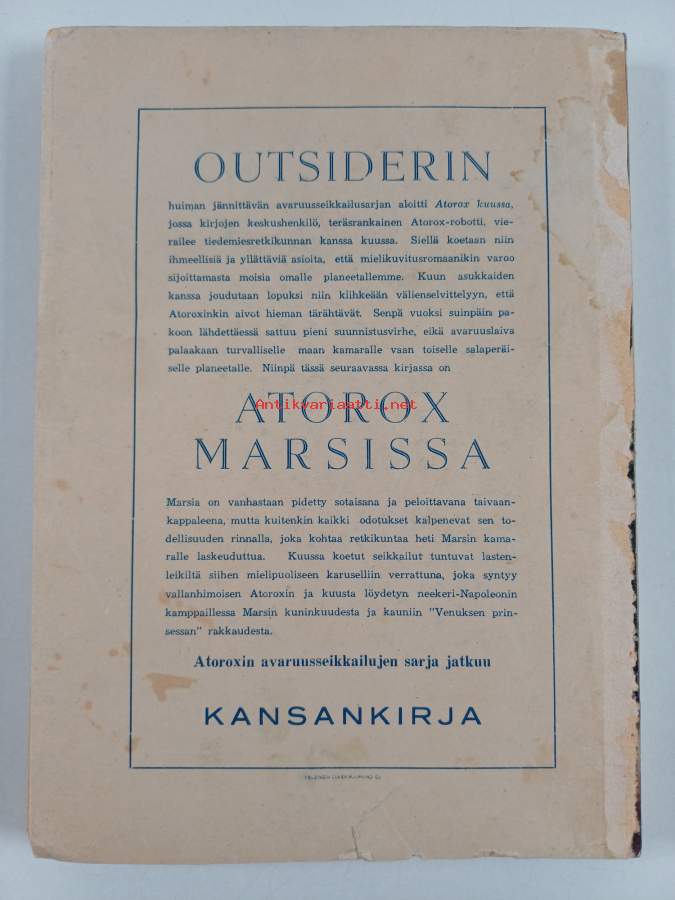 OUTSIDERIN
huiman jännittävän avaruusseikkailusarjan aloitti Atorox kuussa,
jossa kirjojen keskushenkilö, teräsrankainen Atorox-robotti, vie-
railee tiedemiesretkikunnan kanssa kuussa. Siellä koetaan niin
ihmeellisiä ja yllättäviä asioita, että mielikuvitusromaanikin varoo
sijoittamasta moisia omalle planeetallemme. Kuun asukkaiden
kanssa joudutaan lopuksi niin kiihkeään välienselvittelyyn, että
Atoroxinkin aivot hieman tärähtävät. Senpä vuoksi suinpäin pa-
koon lähdettäessä sattuu pieni suunnistusvirhe, eikä avaruuslaiva
palaakaan turvalliselle maan kamaralle vaan toiselle salaperäi-
selle planeetalle. Niinpä tässä seuraavassa kirjassa on
ATOROX
Antikvariaatti.net
MARSISSA
Marsia on vanhastaan pidetty sotaisana ja peloittavana taivaan-
kappaleena, mutta kuitenkin kaikki odotukset kalpenevat sen to-
dellisuuden rinnalla, joka kohtaa retkikuntaa heti Marsin kama-
ralle laskeuduttua. Kuussa koetut seikkailut tuntuvat lasten-
leikiltä siihen mielipuoliseen karuselliin verrattuna, joka syntyy
vallanhimoisen Atoroxin ja kuusta löydetyn neekeri-Napoleonin
kamppaillessa Marsin kuninkuudesta ja kauniin "Venuksen prin-
sessan" rakkaudesta.
Atoroxin avaruusseikkailujen sarja jatkuu
KANSANKIRJA